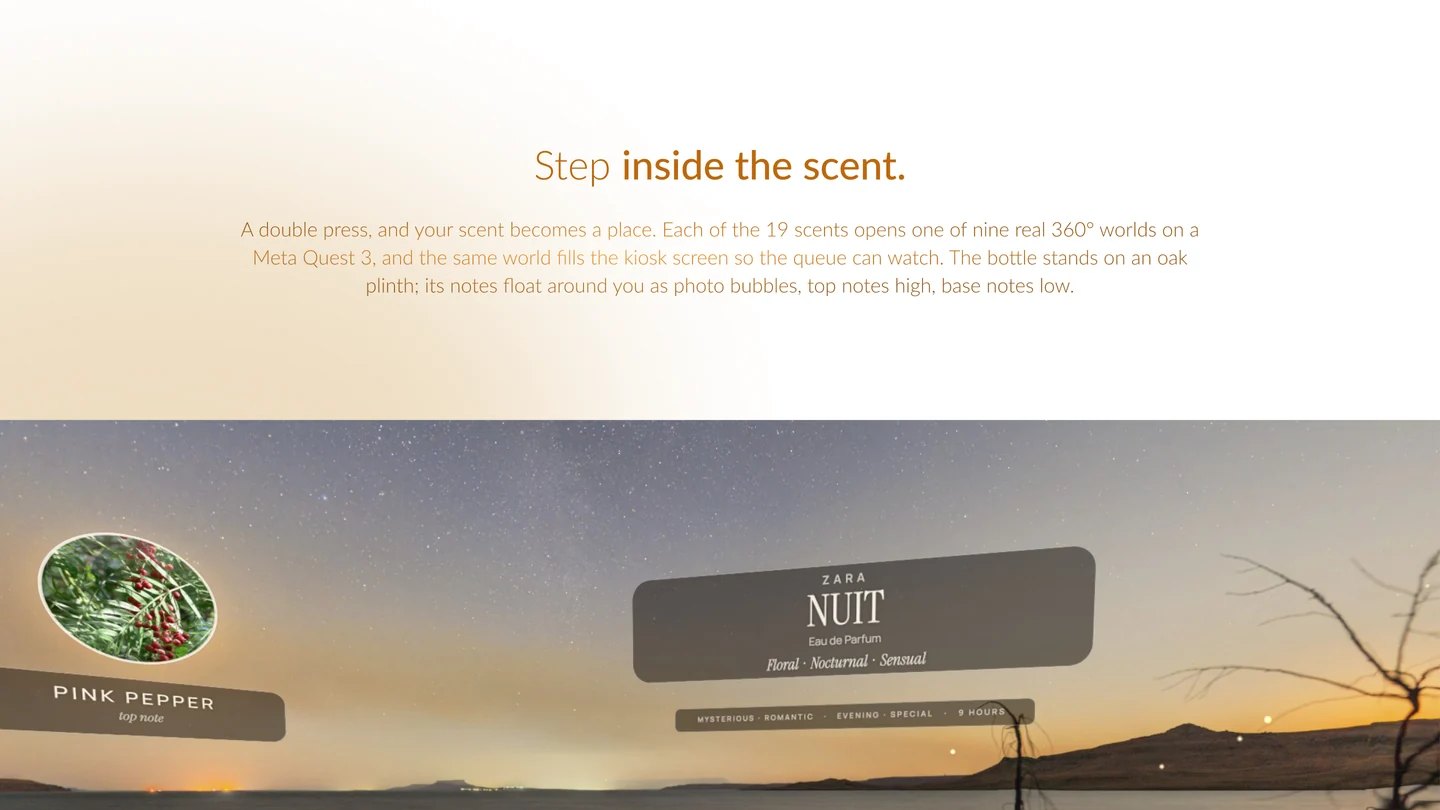 Step inside the scent.
A double press, and your scent becomes a place. Each of the 19 scents opens one of nine real 360° worlds on a
Meta Quest 3, and the same world fills the kiosk screen so the queue can watch. The bottle stands on an oak
plinth; its notes float around you as photo bubbles, top notes high, base notes low.
ZARA
NUIT
Eau de Parfum
Floral · Nocturnal · Sensual
MYSTERIOUS · ROMANTIC · EVENING · SPECIAL · 9 HOURS
PINK PEPPER
top note